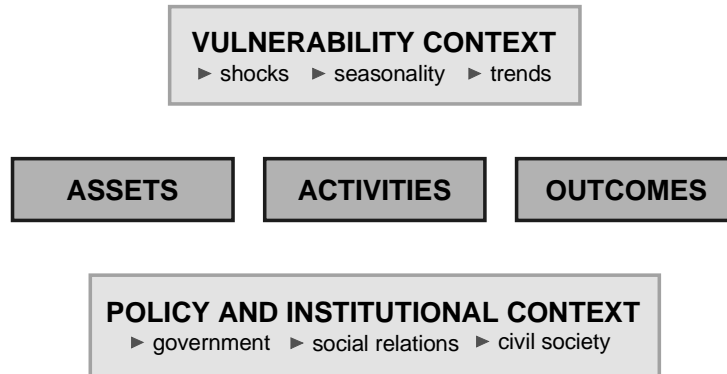 VULNERABILITY CONTEXT
► shocks ► seasonality ► trends
ASSETS
ACTIVITIES
OUTCOMES
POLICY AND INSTITUTIONAL CONTEXT
► government ► social relations ► civil society